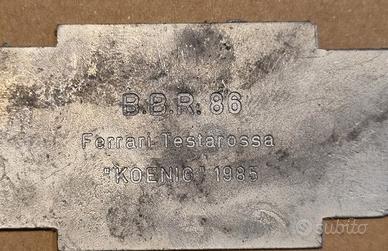 B.B.R. 86
Ferrari-Testarossa
"KOENIG" 1985
subito